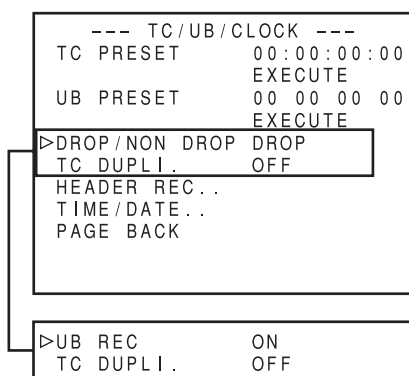 --- TC/UB/CLOCK ---
TC PRESET 00:00:00:00
EXECUTE
UB PRESET 00 00 00 00
EXECUTE
▷DROP/NON DROP DROP
TC DUPLI. OFF
HEADER REC..
TIME/DATE..
PAGE BACK
▷UB REC ON
TC DUPLI. OFF